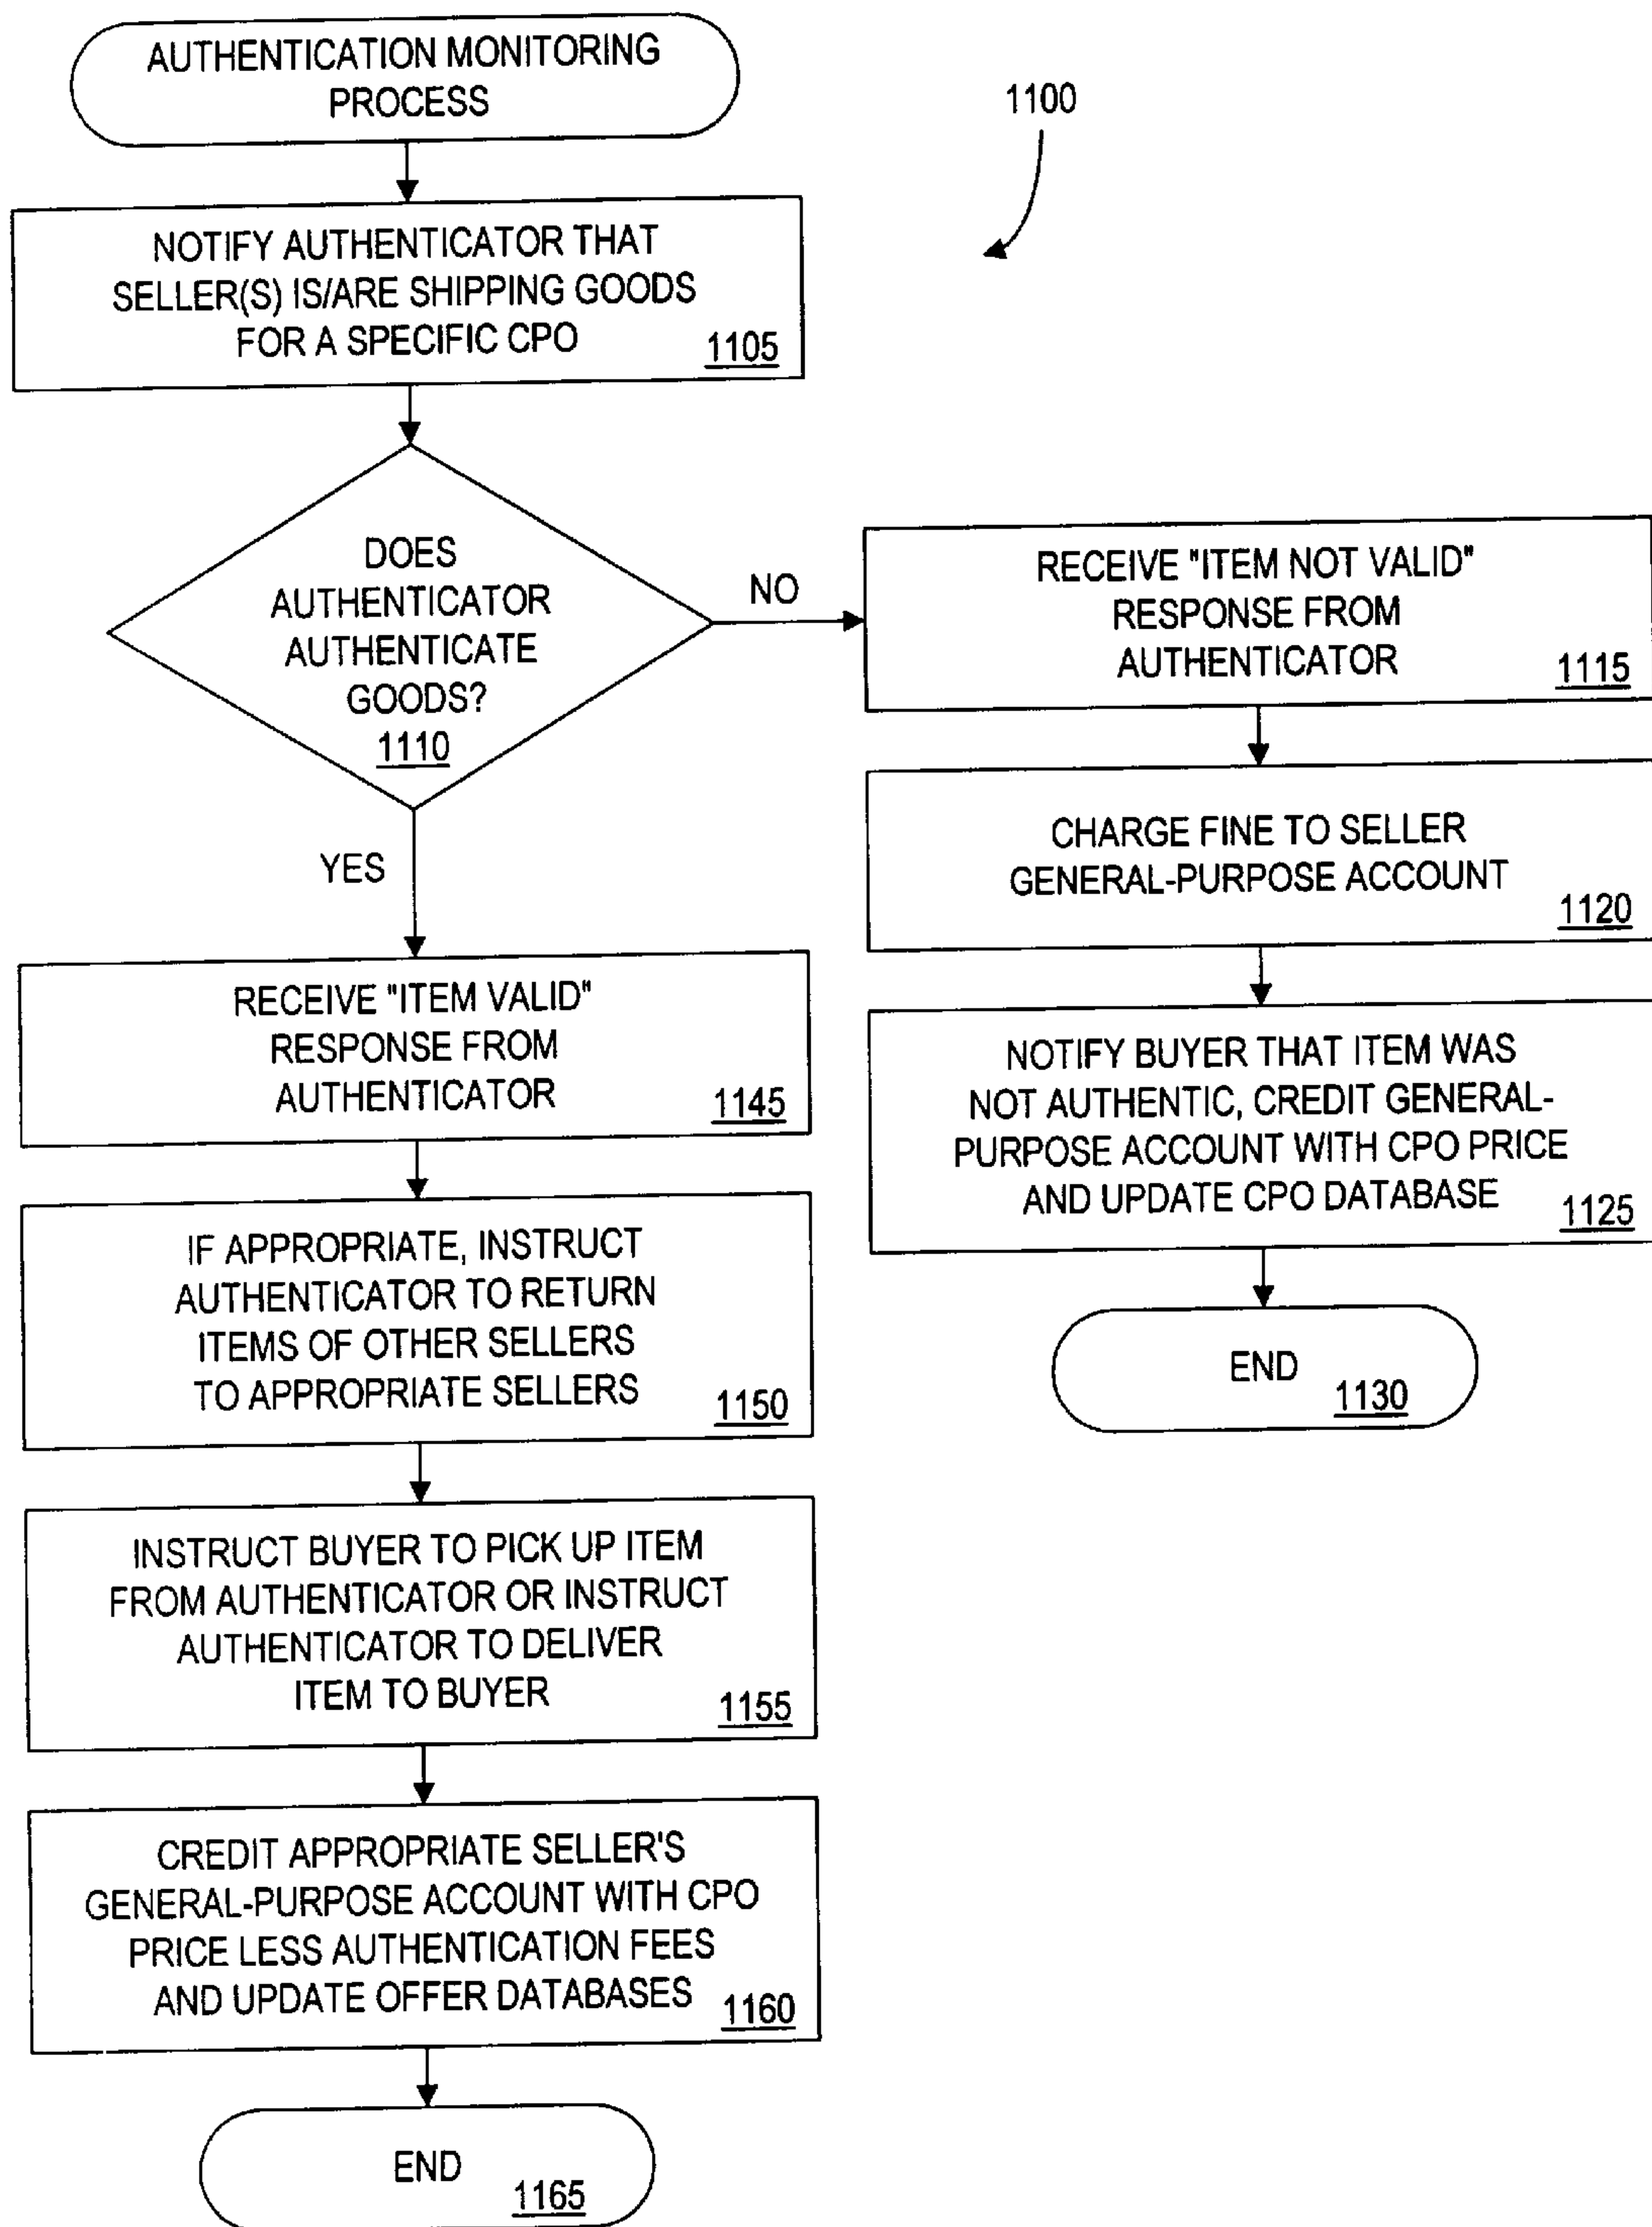 AUTHENTICATION MONITORING
PROCESS
1100
NOTIFY AUTHENTICATOR THAT
SELLER(S) IS/ARE SHIPPING GOODS
FOR A SPECIFIC CPO
1105
DOES
AUTHENTICATOR
AUTHENTICATE
GOODS?
1110
NO
RECEIVE "ITEM NOT VALID"
RESPONSE FROM
AUTHENTICATOR
1115
CHARGE FINE TO SELLER
GENERAL-PURPOSE ACCOUNT
1120
NOTIFY BUYER THAT ITEM WAS
NOT AUTHENTIC, CREDIT GENERAL-
PURPOSE ACCOUNT WITH CPO PRICE
AND UPDATE CPO DATABASE
1125
END
1130
YES
RECEIVE "ITEM VALID"
RESPONSE FROM
AUTHENTICATOR
1145
IF APPROPRIATE, INSTRUCT
AUTHENTICATOR TO RETURN
ITEMS OF OTHER SELLERS
TO APPROPRIATE SELLERS
1150
INSTRUCT BUYER TO PICK UP ITEM
FROM AUTHENTICATOR OR INSTRUCT
AUTHENTICATOR TO DELIVER
ITEM TO BUYER
1155
CREDIT APPROPRIATE SELLER'S
GENERAL-PURPOSE ACCOUNT WITH CPO
PRICE LESS AUTHENTICATION FEES
AND UPDATE OFFER DATABASES
1160
END
1165